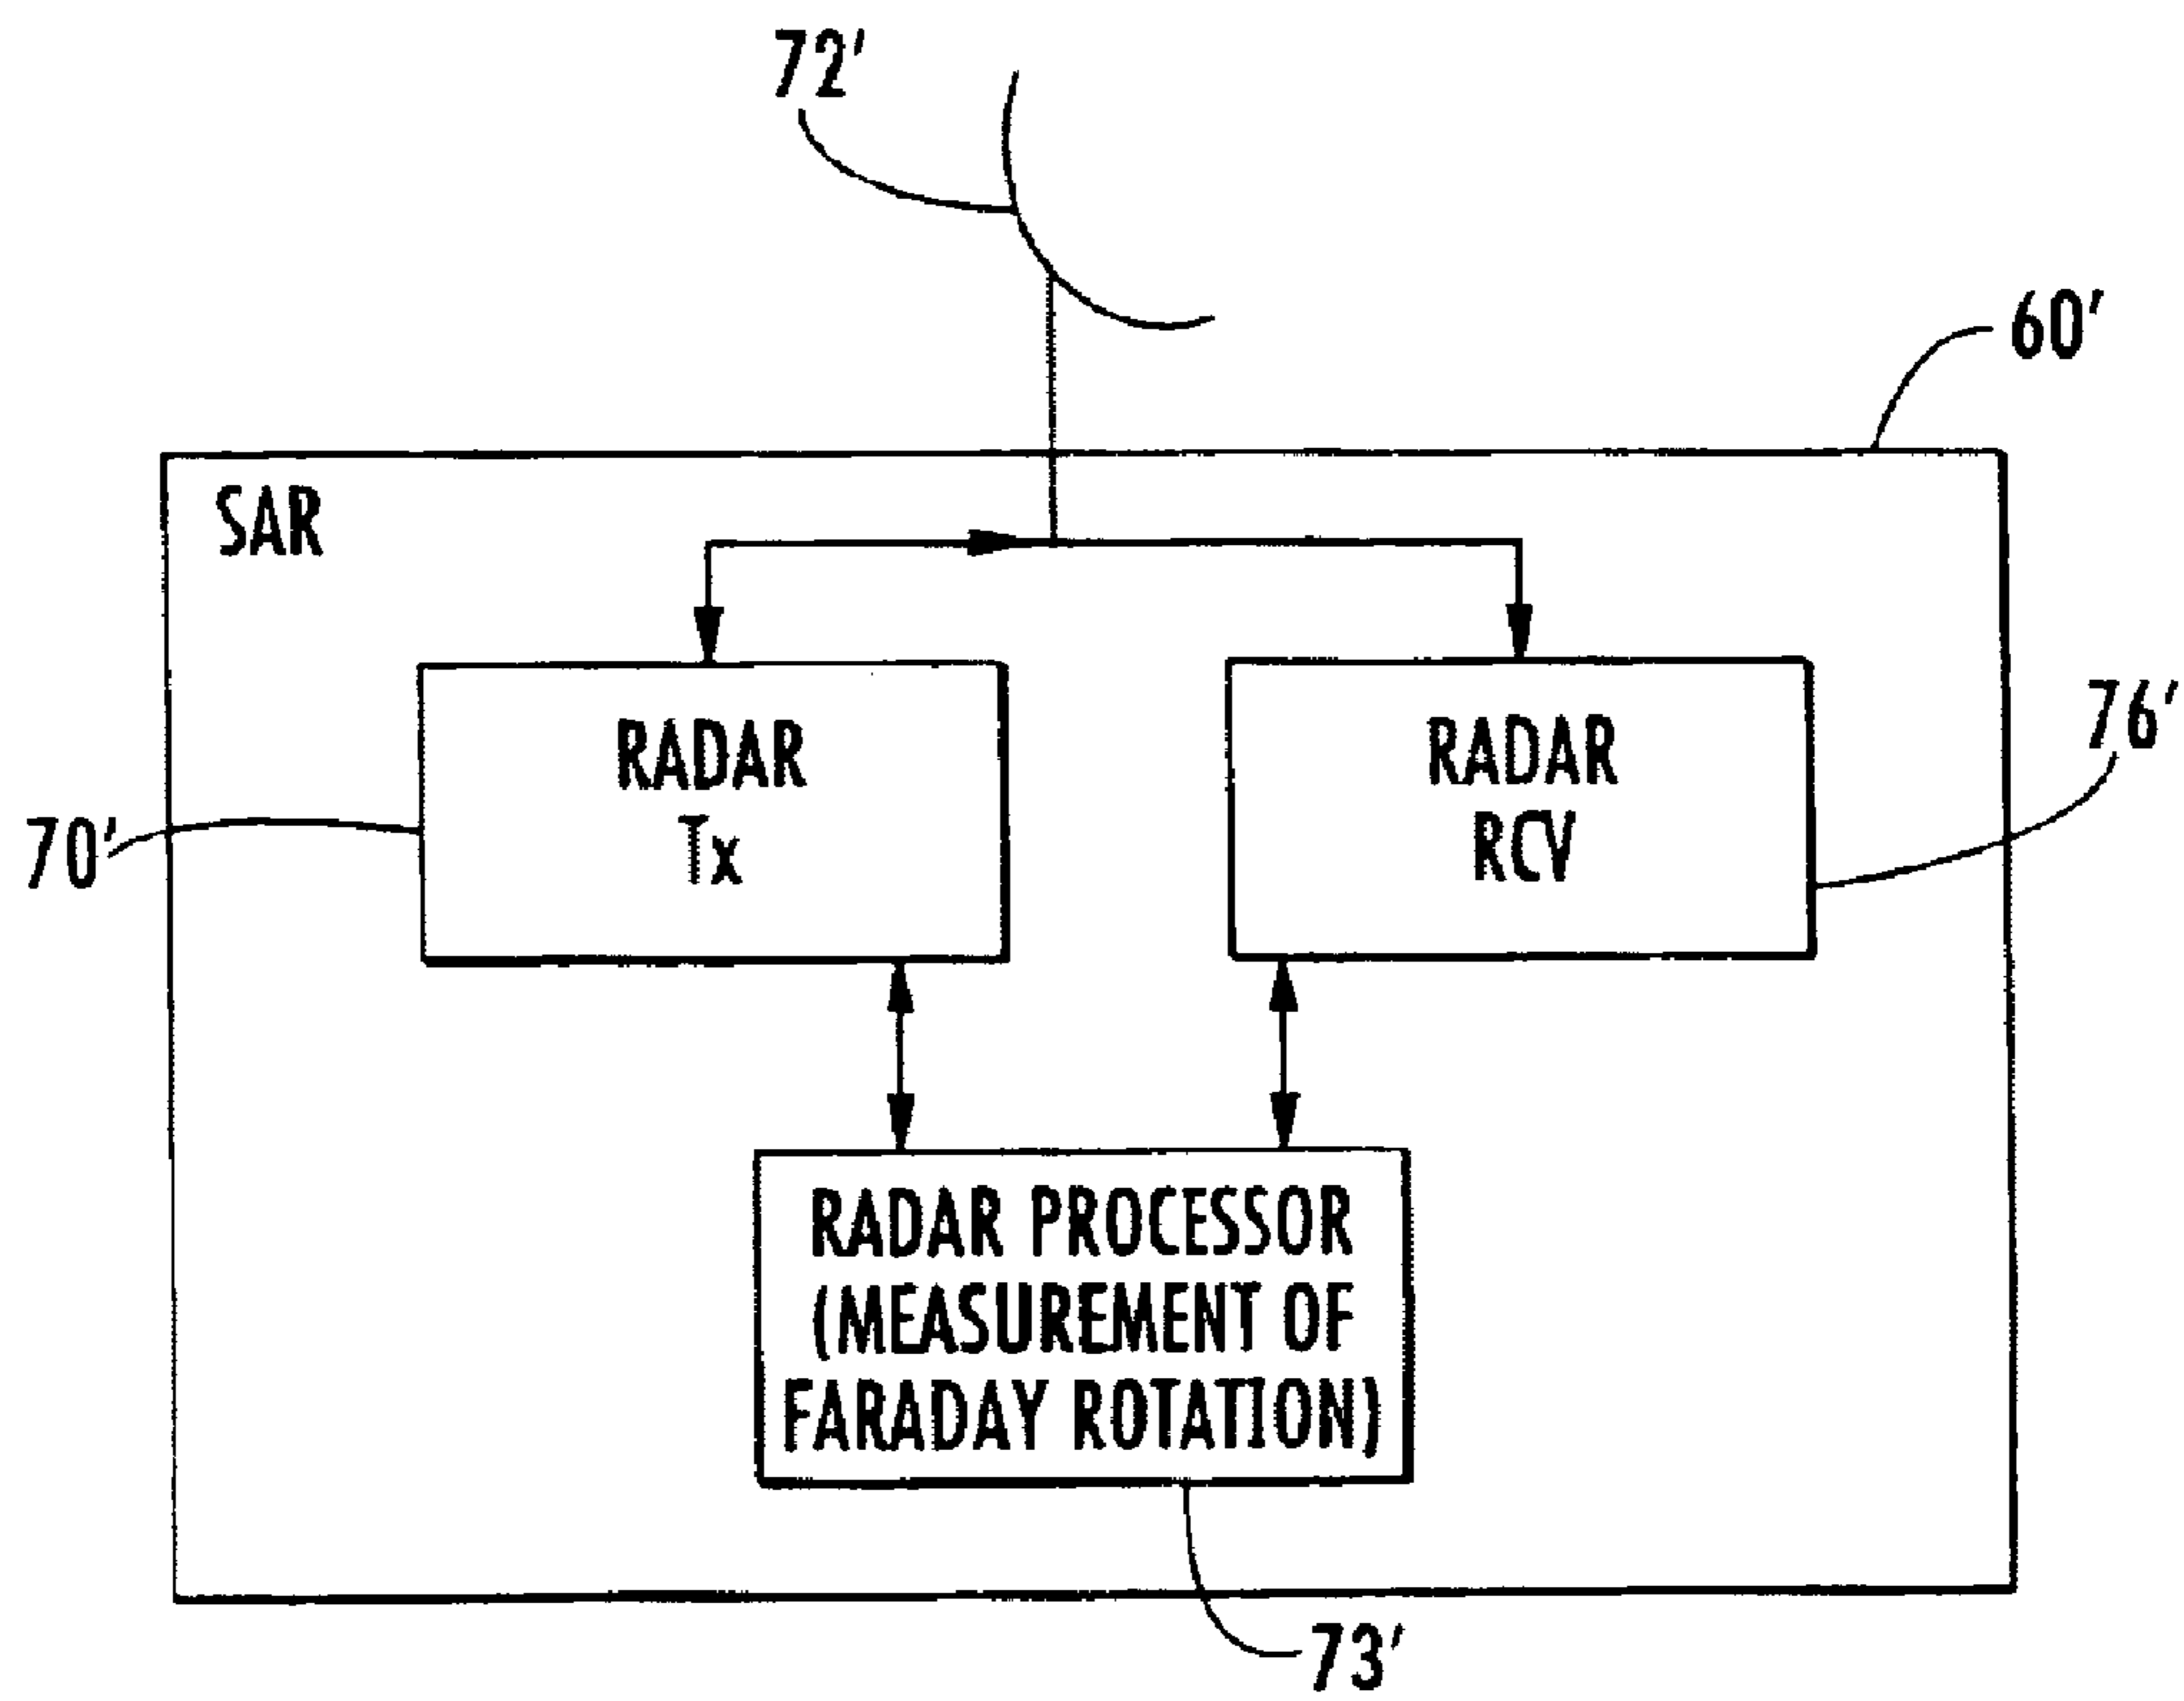 72'
60'
SAR
RADAR
Tx
RADAR
RCV
76'
70'
RADAR PROCESSOR
(MEASUREMENT OF
FARADAY ROTATION)
73'